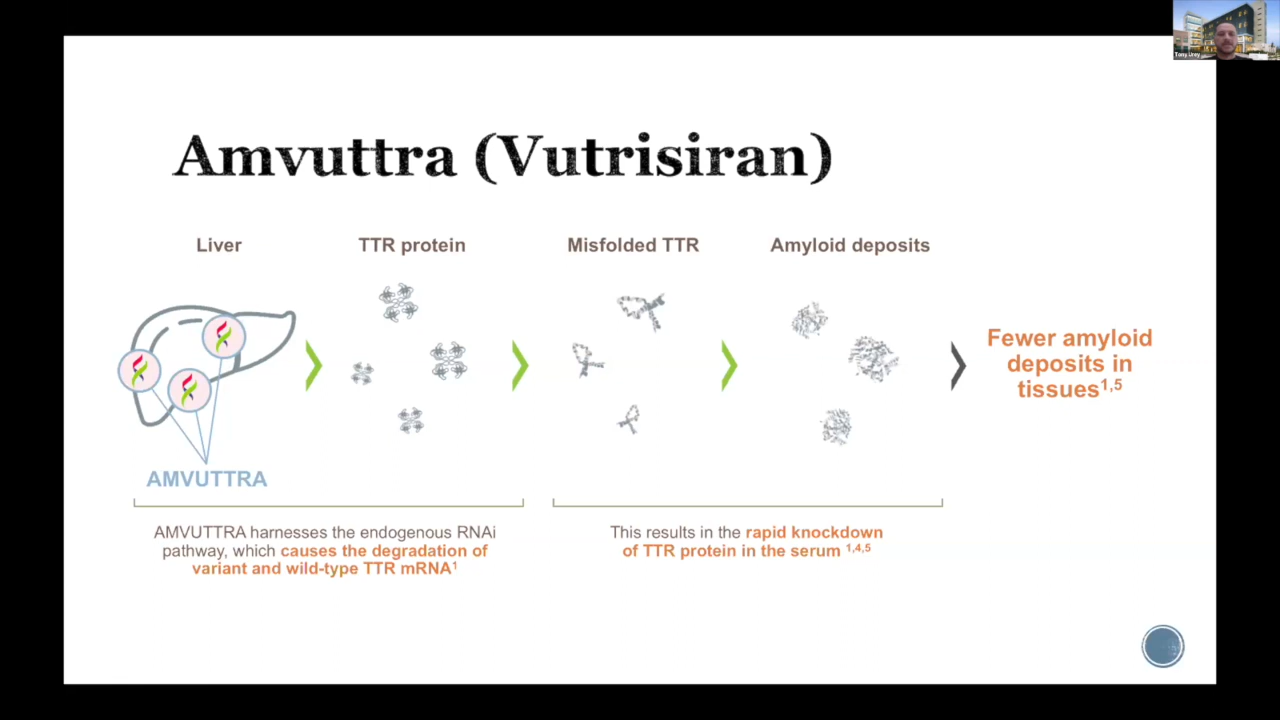 Tony Urey
Amvuttra (Vutrisiran)
Liver
TTR protein
Misfolded TTR
Amyloid deposits
Fewer amyloid
deposits in
tissues1,5
AMVUTTRA
AMVUTTRA harnesses the endogenous RNAi
pathway, which causes the degradation of
variant and wild-type TTR mRNA1
This results in the rapid knockdown
of TTR protein in the serum 1,4,5